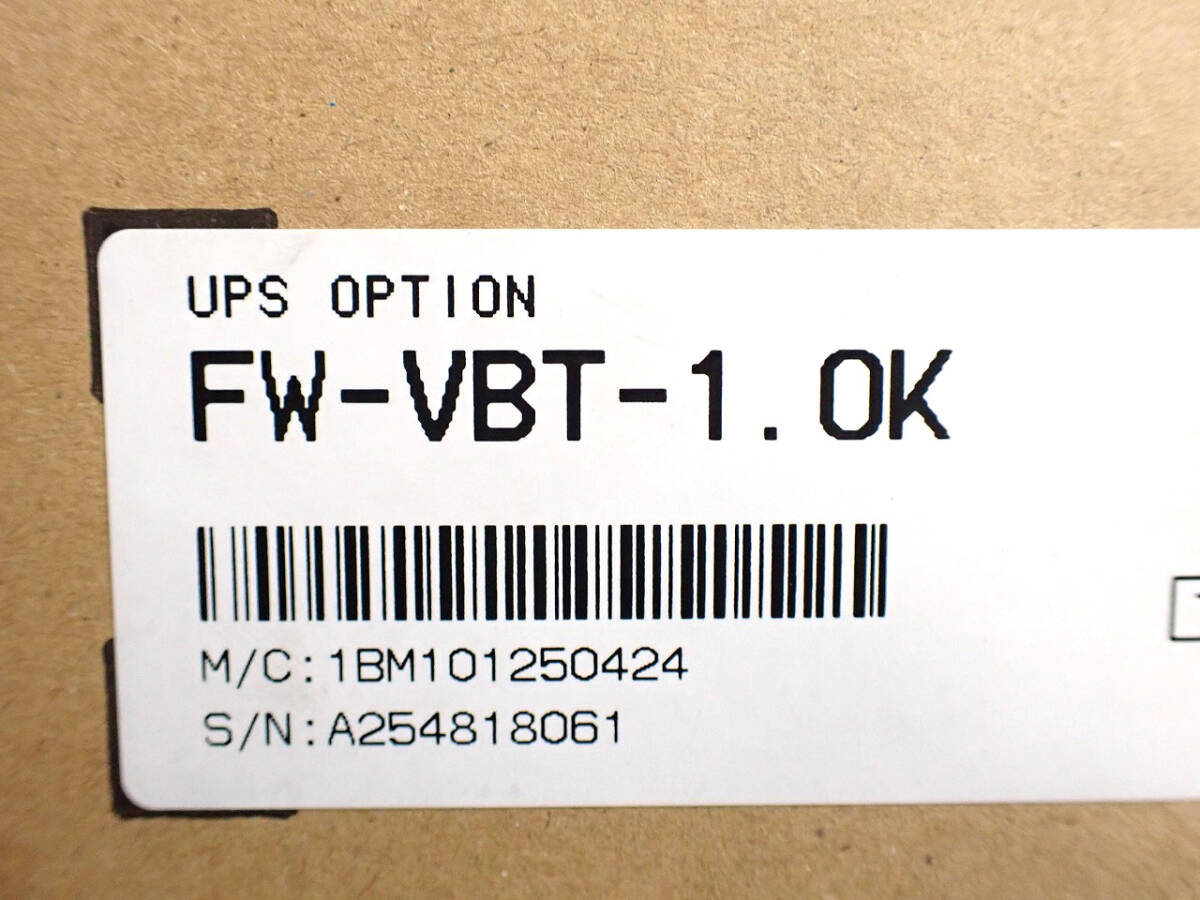 UPS OPTION
FW-VBT-1.0K
M/C:1BM101250424
S/N:A254818061